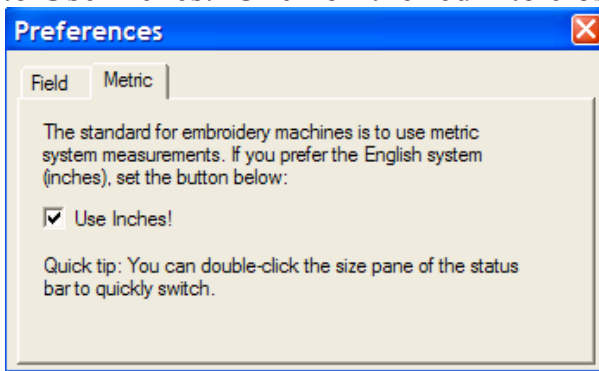 Preferences
Field Metric
The standard for embroidery machines is to use metric
system measurements. If you prefer the English system
(inches), set the button below:
Use Inches!
Quick tip: You can double-click the size pane of the status
bar to quickly switch.